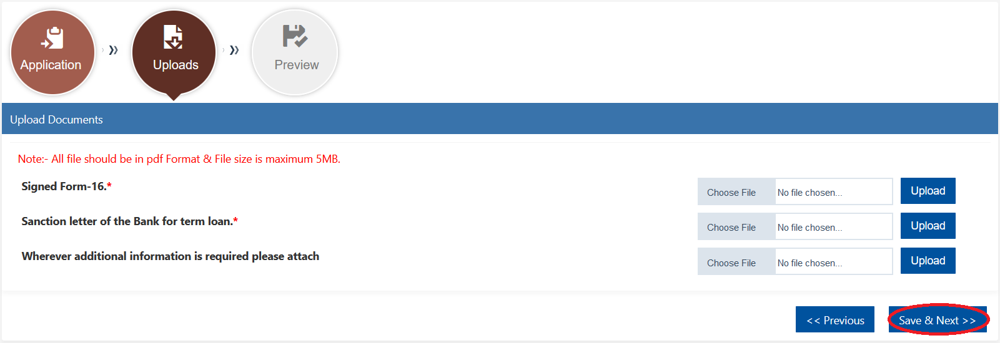 Application
Uploads
Preview
Upload Documents
Note:- All file should be in pdf Format & File size is maximum 5MB.
Signed Form-16.*
Choose File No file chosen... Upload
Sanction letter of the Bank for term loan.*
Choose File No file chosen... Upload
Wherever additional information is required please attach
Choose File No file chosen... Upload
<< Previous
Save & Next >>